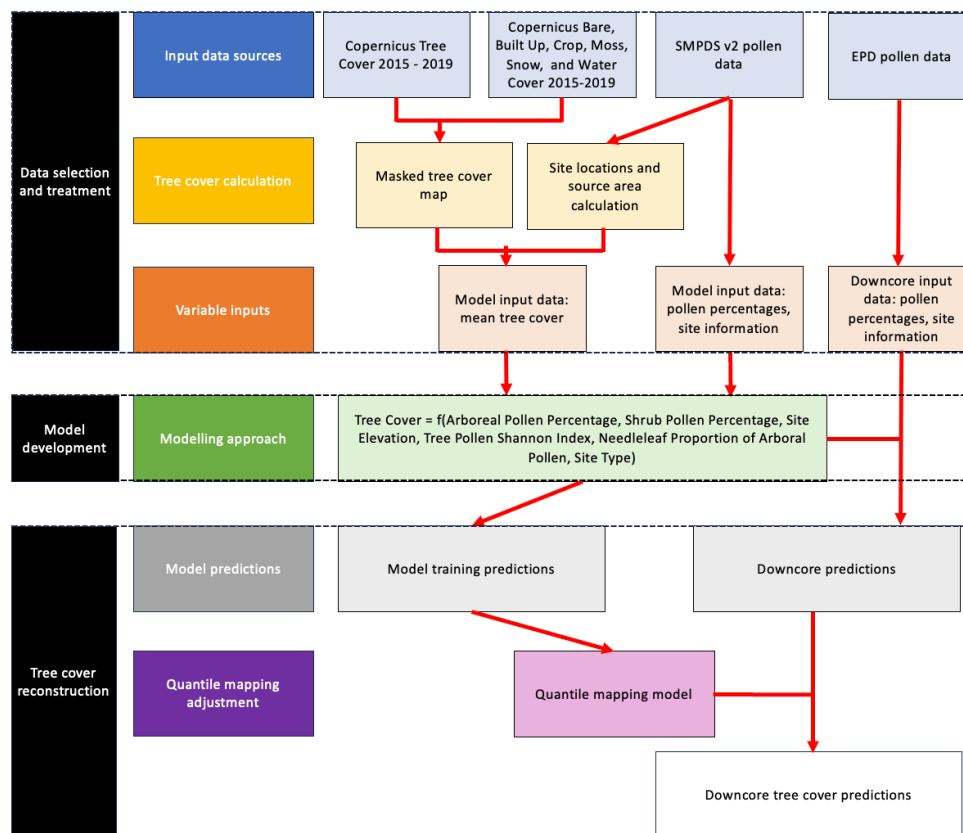 Input data sources
Copernicus Tree
Cover 2015 - 2019
Copernicus Bare,
Built Up, Crop, Moss,
Snow, and Water
Cover 2015-2019
SMPDS v2 pollen
data
EPD pollen data
Data selection
and treatment
Tree cover calculation
Masked tree cover
map
Site locations and
source area
calculation
Variable inputs
Model input data:
mean tree cover
Model input data:
pollen percentages,
site information
Downcore input
data: pollen
percentages, site
information
Model
development
Modelling approach
Tree Cover = f(Arboreal Pollen Percentage, Shrub Pollen Percentage, Site
Elevation, Tree Pollen Shannon Index, Needleleaf Proportion of Arboral
Pollen, Site Type)
Tree cover
reconstruction
Model predictions
Model training predictions
Downcore predictions
Quantile mapping
adjustment
Quantile mapping model
Downcore tree cover predictions